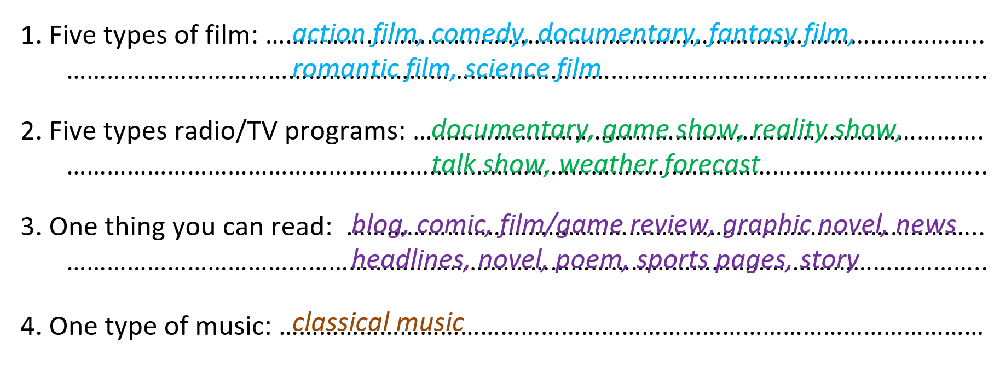 1. Five types of film: ....action film, comedy, documentary, fantasy film,..................
..................................romantic film, science film............................................................
2. Five types radio/TV programs: ...documentary, game show, reality show,............
......................................................talk show, weather forecast...................................
3. One thing you can read: .blog, comic, film/game review, graphic novel, news....
..........................................headlines, novel, poem, sports pages, story...................
4. One type of music: ..classical music...............................................................................